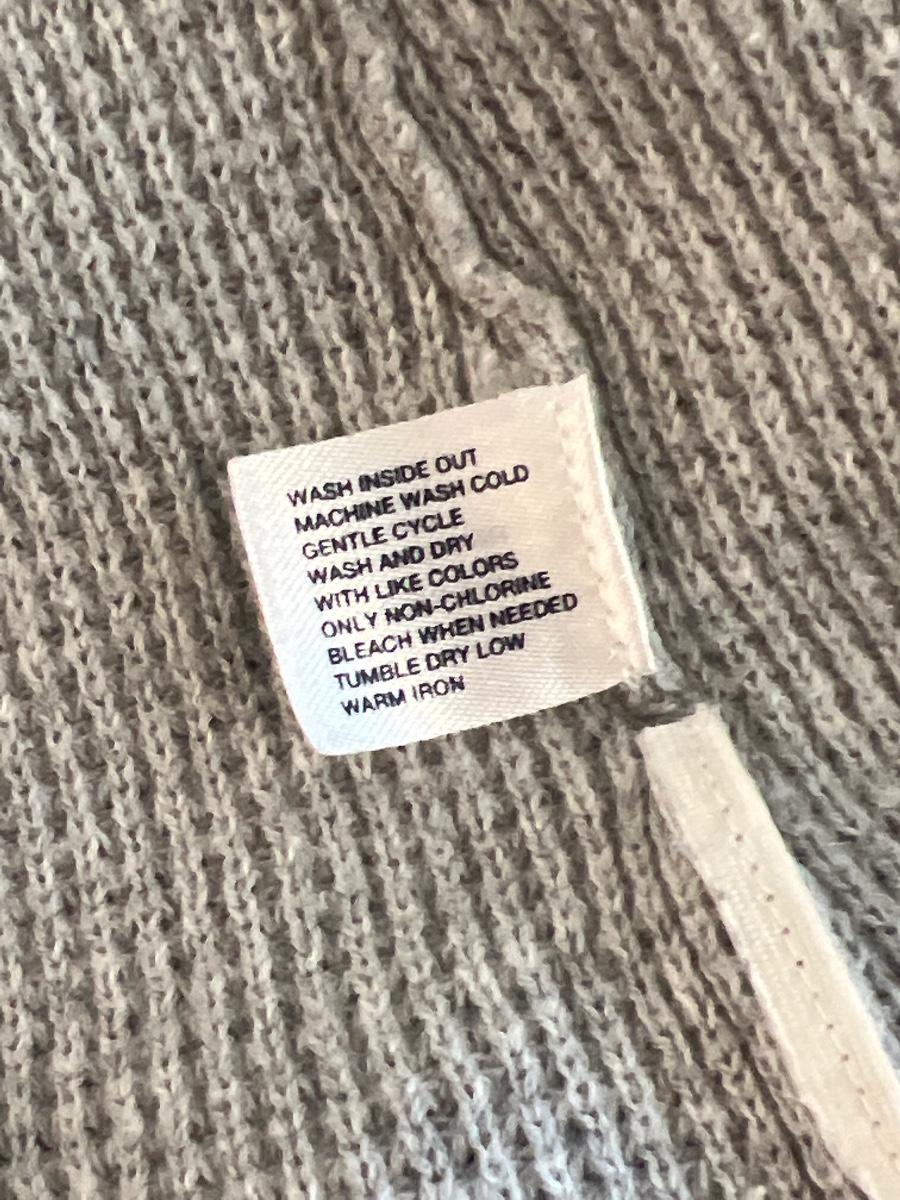 WASH INSIDE OUT
MACHINE WASH COLD
GENTLE CYCLE
WASH AND DRY
WITH LIKE COLORS
ONLY NON-CHLORINE
BLEACH WHEN NEEDED
TUMBLE DRY LOW
WARM IRON